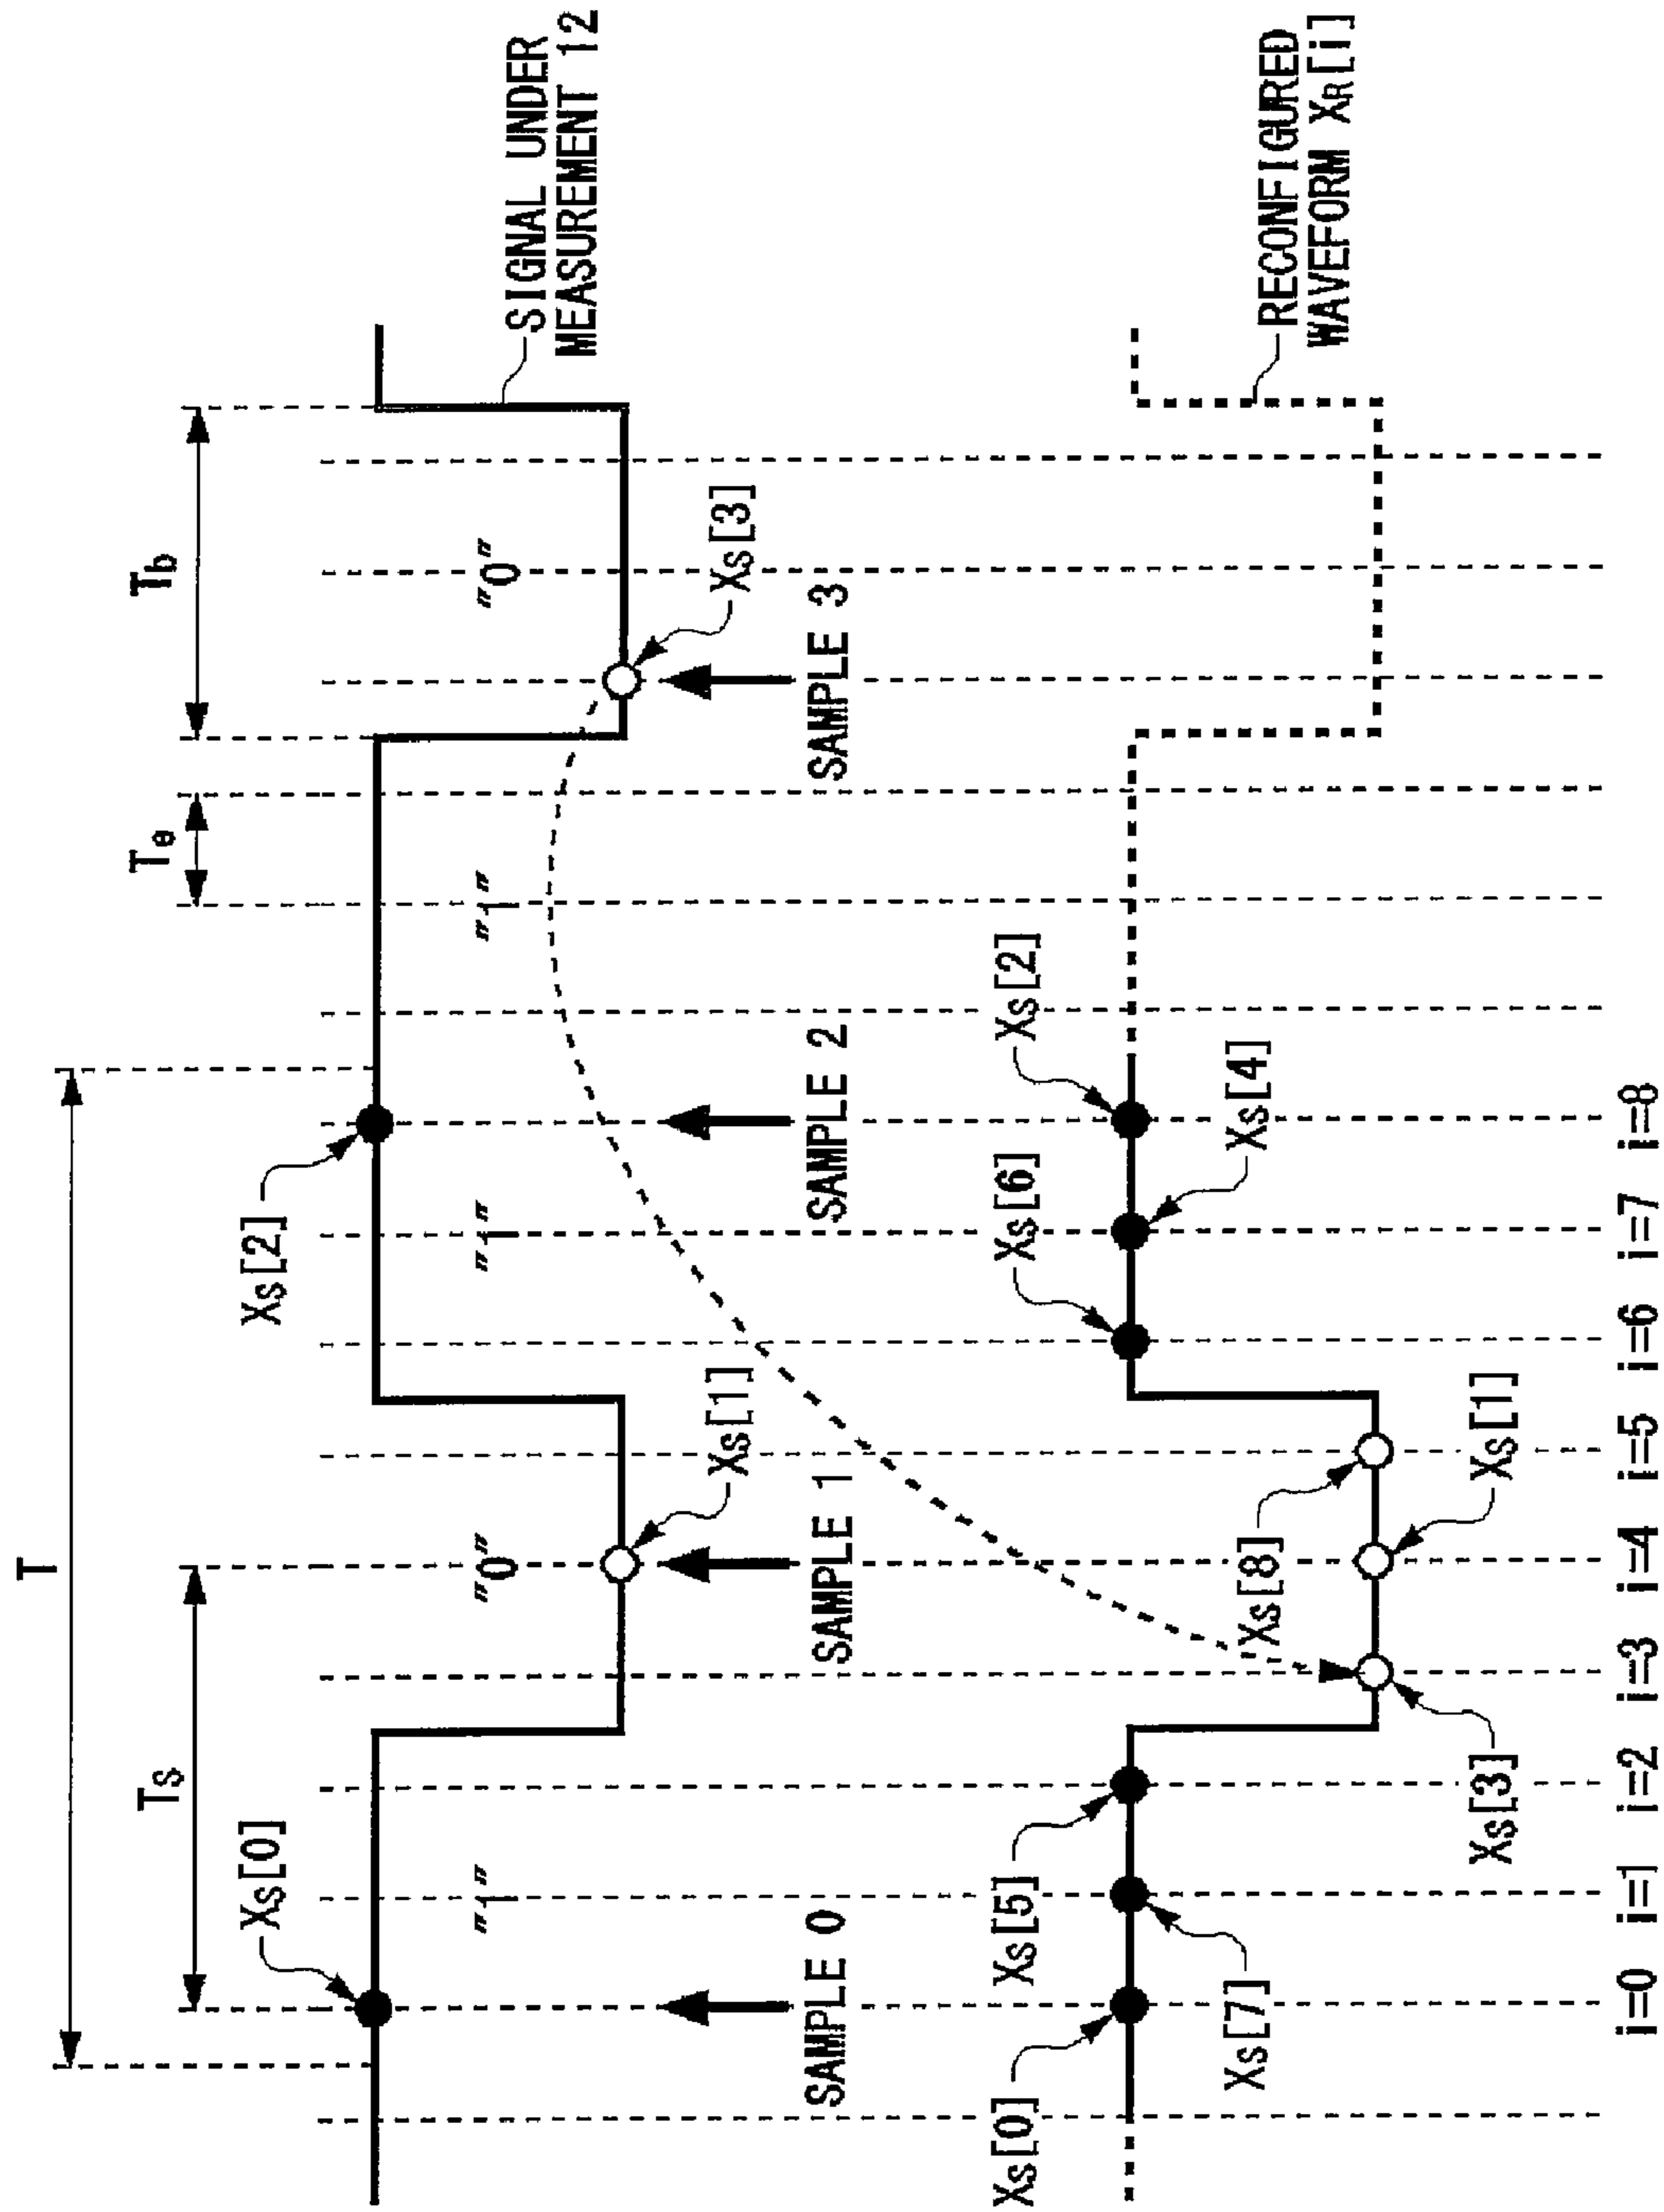 T
Ts
Te
Tb
Xs[0]
Xs[2]
"1"
"0"
"1"
"1"
"0"
SIGNAL UNDER
MEASUREMENT 12
Xs[1]
Xs[3]
SAMPLE 0
SAMPLE 1
SAMPLE 2
SAMPLE 3
Xs[0]
Xs[5]
Xs[6]
Xs[2]
Xs[7]
Xs[8]
Xs[4]
RECONFIGURED
WAVEFORM XR[i]
Xs[3]
Xs[1]
i=0 i=1 i=2 i=3 i=4 i=5 i=6 i=7 i=8